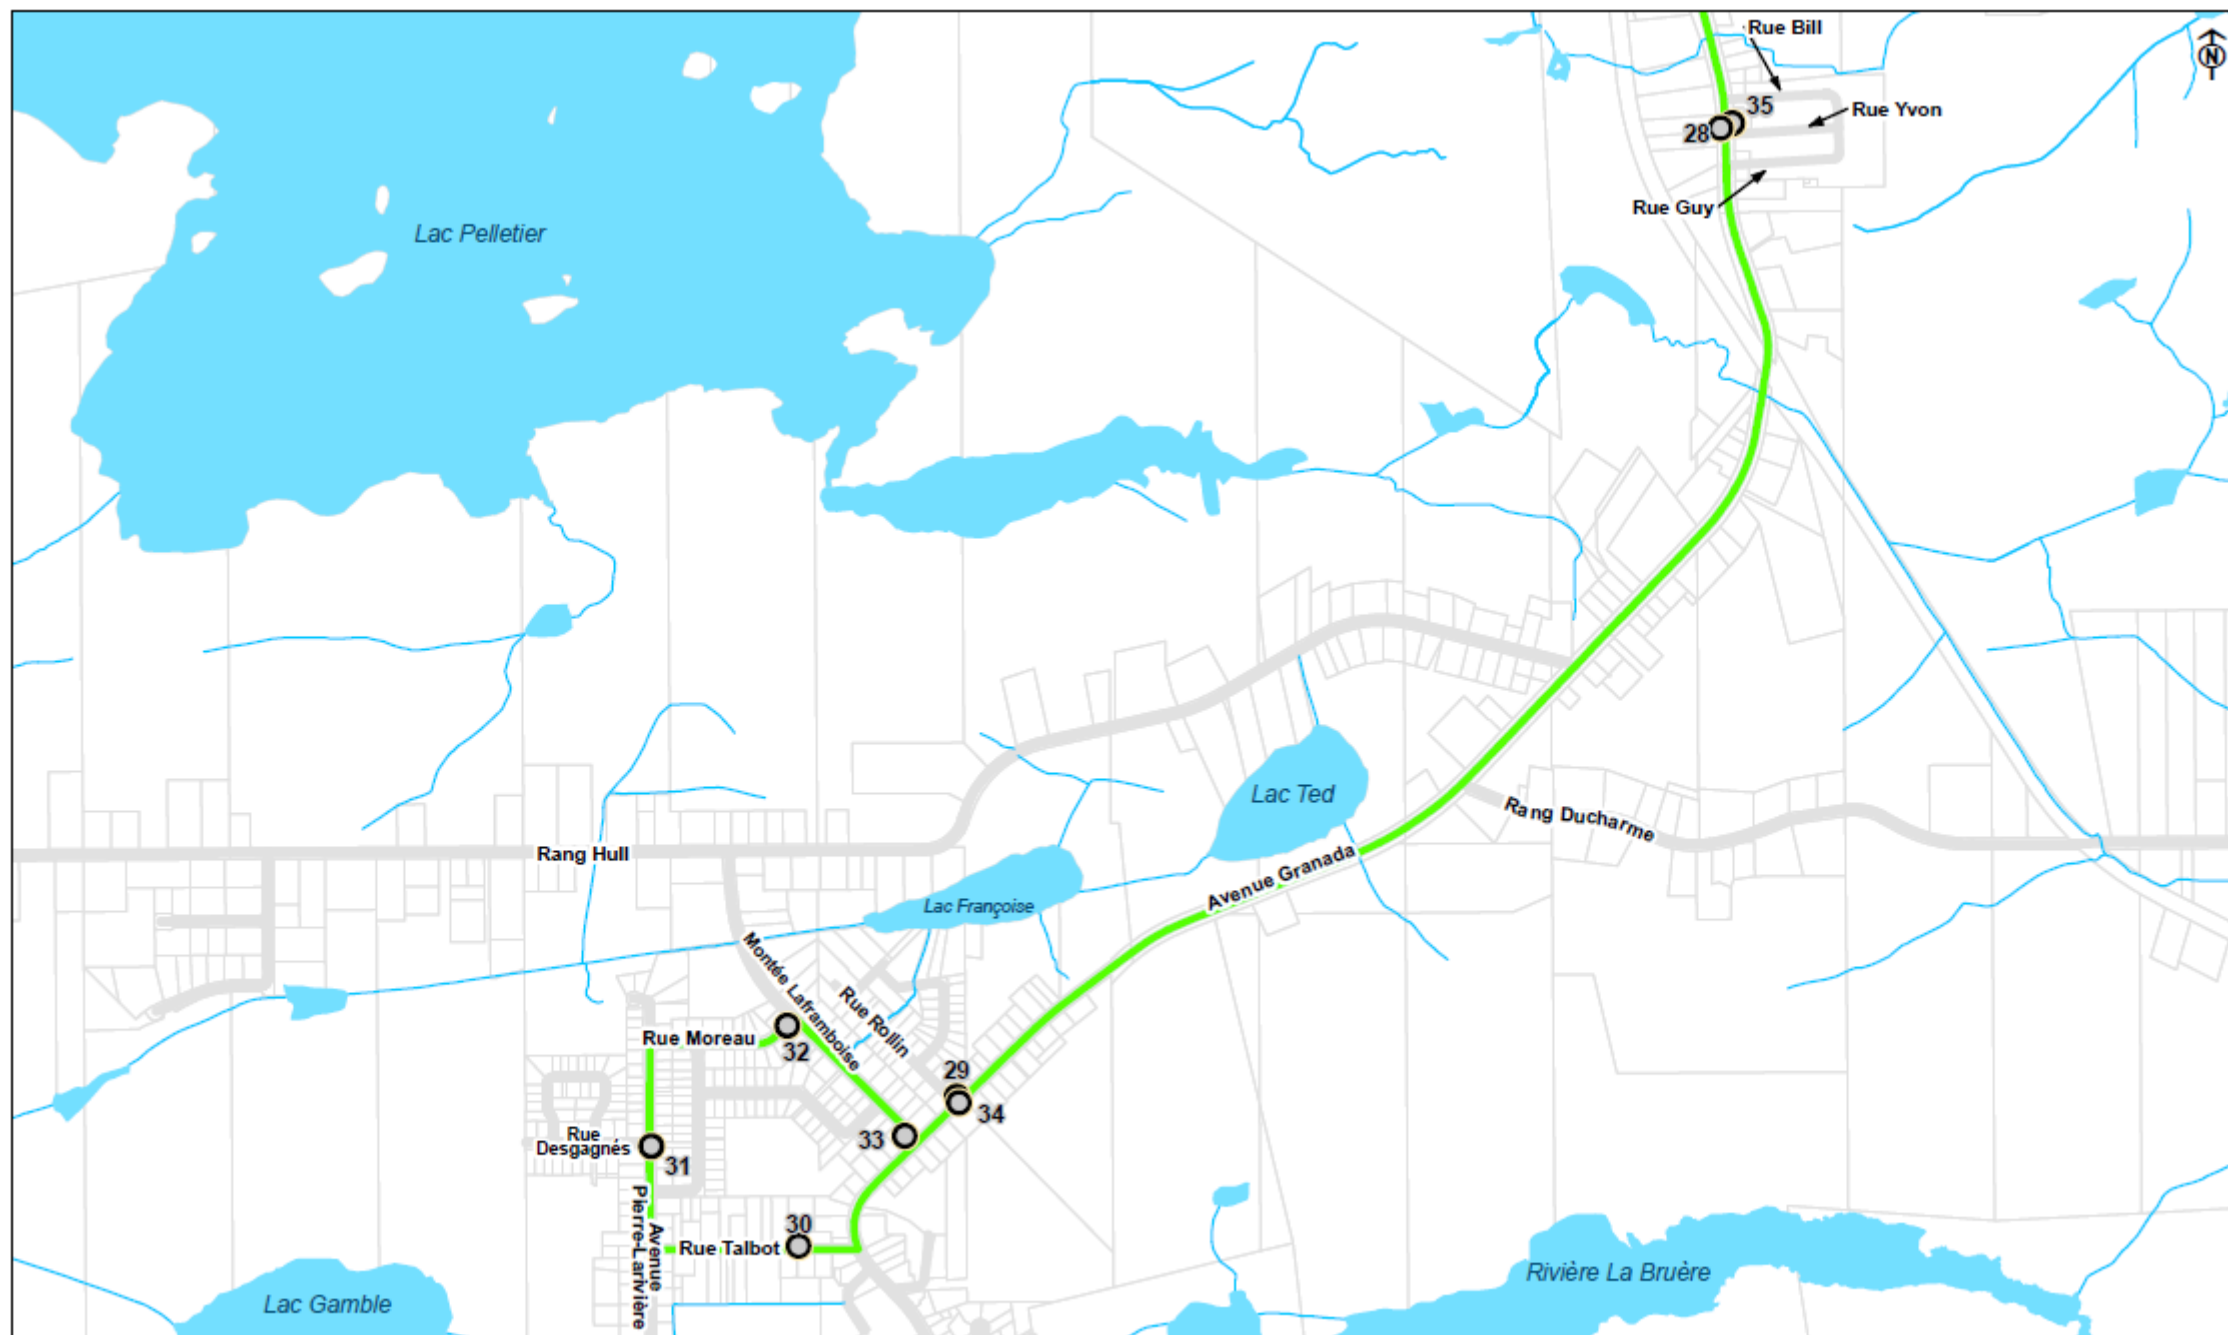 Rue Bill
N
35
Rue Yvon
28
Rue Guy
Lac Pelletier
Lac Ted
Rang Ducharme
Rang Hull
Avenue Granada
Lac Françoise
Montée Laframboise
Rue Rollin
Rue Moreau
32
29
34
33
Rue
Desgagnés
31
Avenue
Pierre-Larivière
30
Rue Talbot
Rivière La Bruère
Lac Gamble